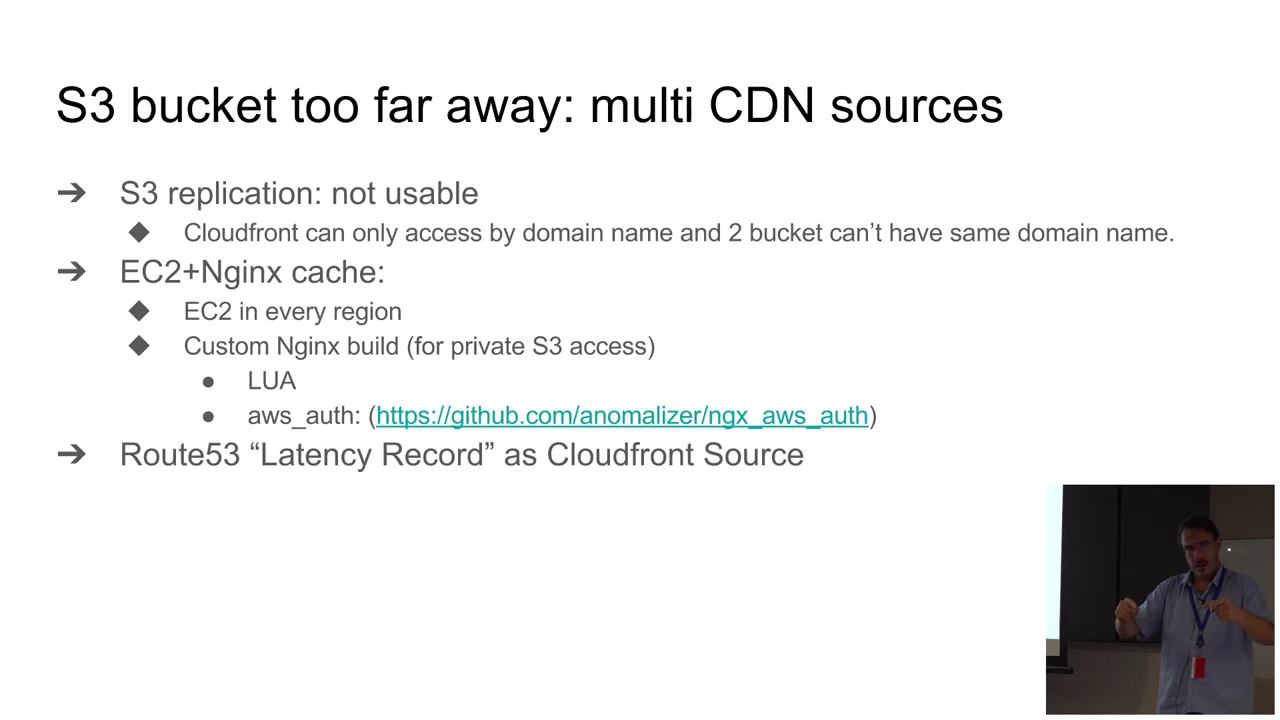 S3 bucket too far away: multi CDN sources
➔ S3 replication: not usable
◆ Cloudfront can only access by domain name and 2 bucket can’t have same domain name.
➔ EC2+Nginx cache:
◆ EC2 in every region
◆ Custom Nginx build (for private S3 access)
● LUA
● aws_auth: (https://github.com/anomalizer/ngx_aws_auth)
➔ Route53 “Latency Record” as Cloudfront Source